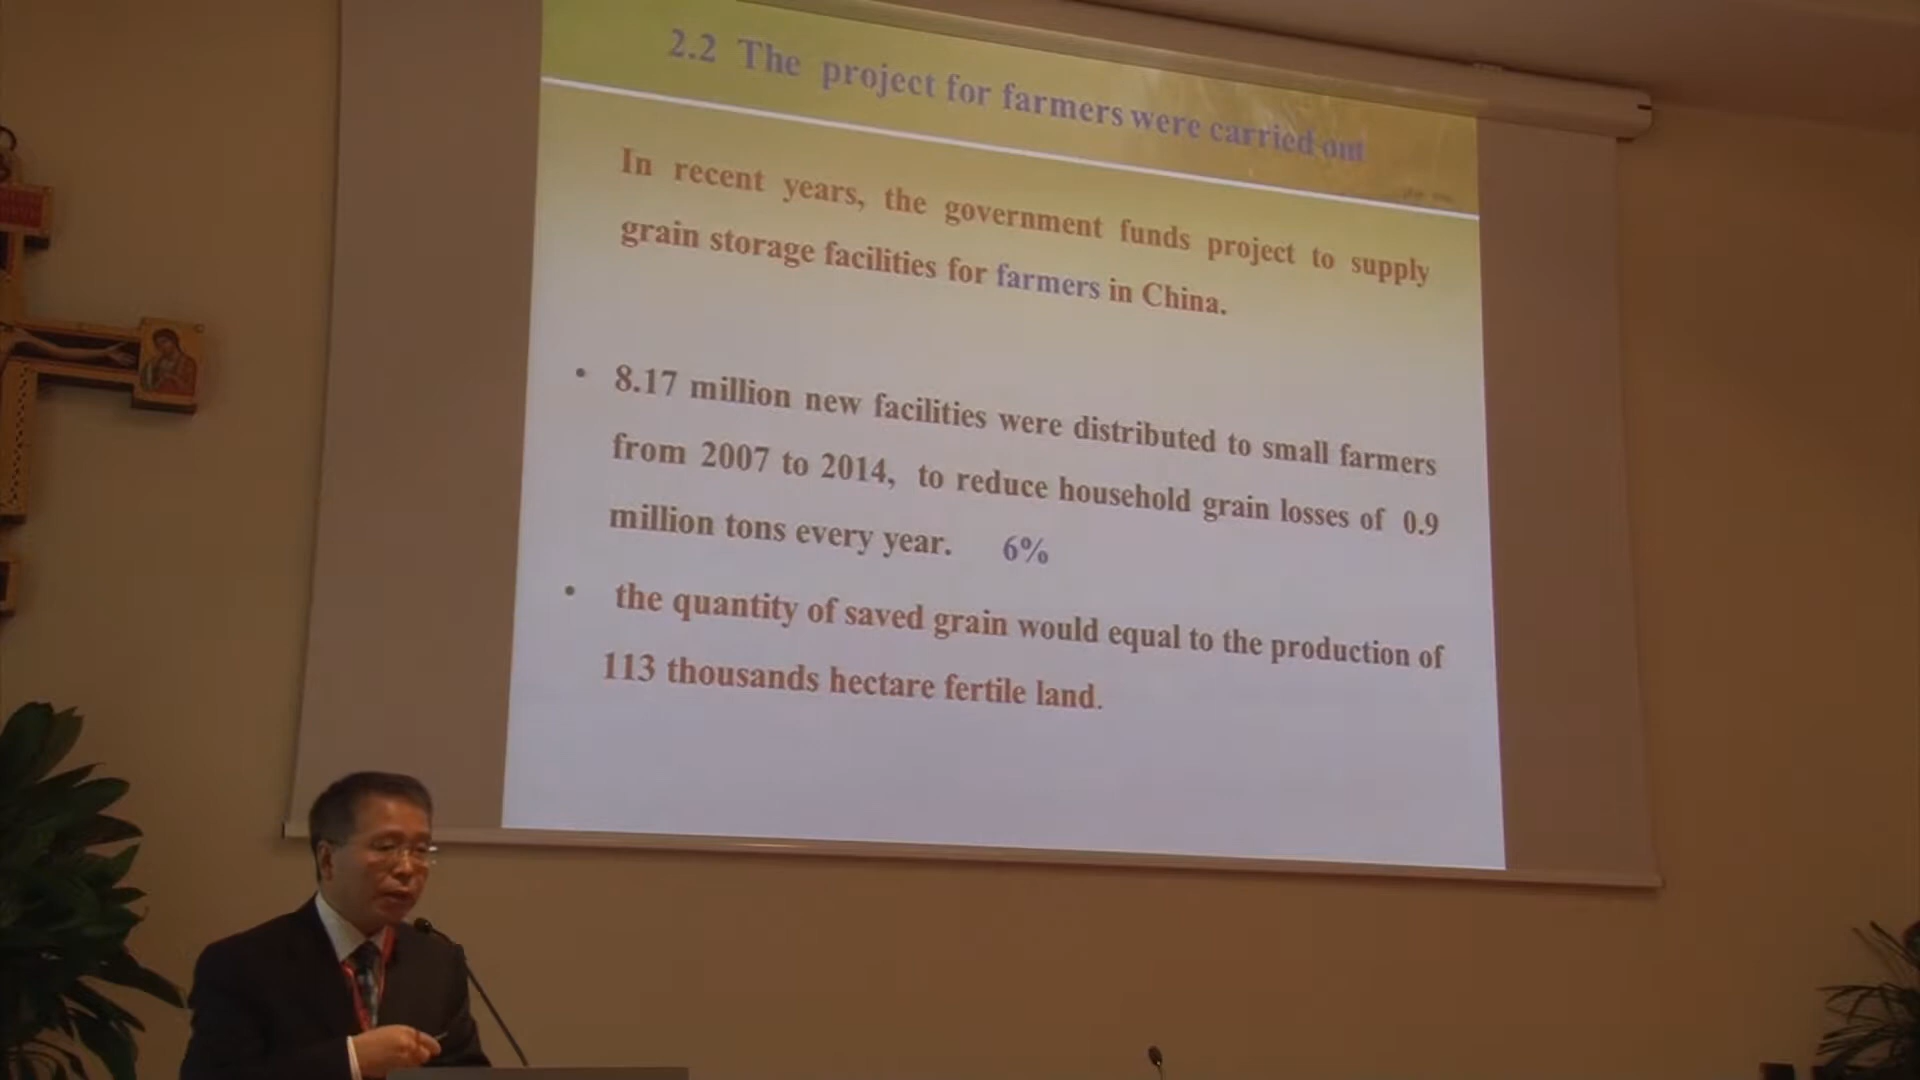 2.2 The project for farmers were carried out
In recent years, the government funds project to supply
grain storage facilities for farmers in China.
• 8.17 million new facilities were distributed to small farmers
from 2007 to 2014, to reduce household grain losses of 0.9
million tons every year. 6%
• the quantity of saved grain would equal to the production of
113 thousands hectare fertile land.